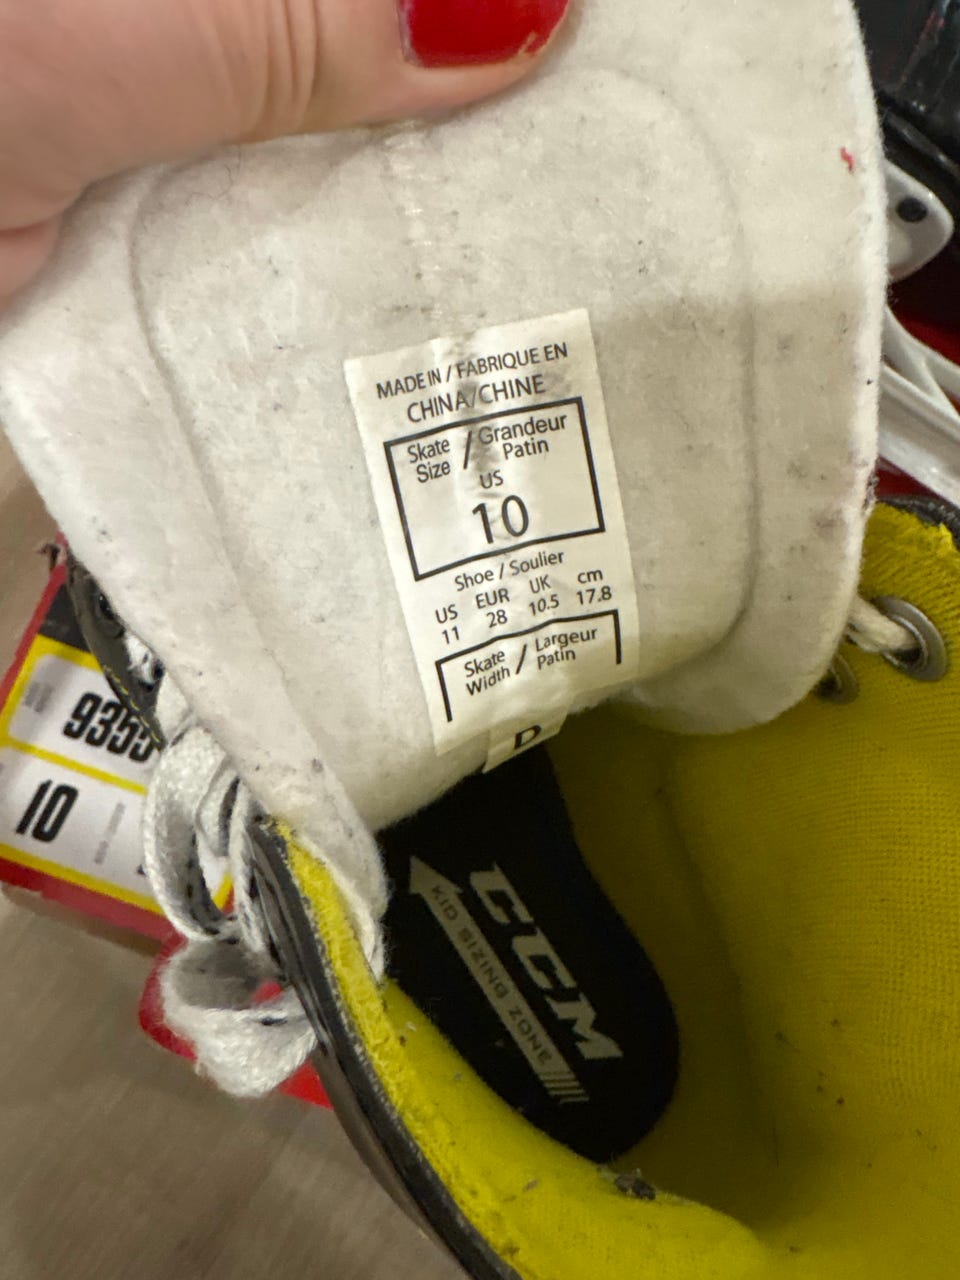 MADE IN / FABRIQUE EN
CHINA/CHINE
Skate Size / Grandeur Patin
US
10
Shoe / Soulier
US EUR UK cm
11 28 10.5 17.8
Skate Width / Largeur Patin
D
9355
10
CCM
KID SIZING ZONE